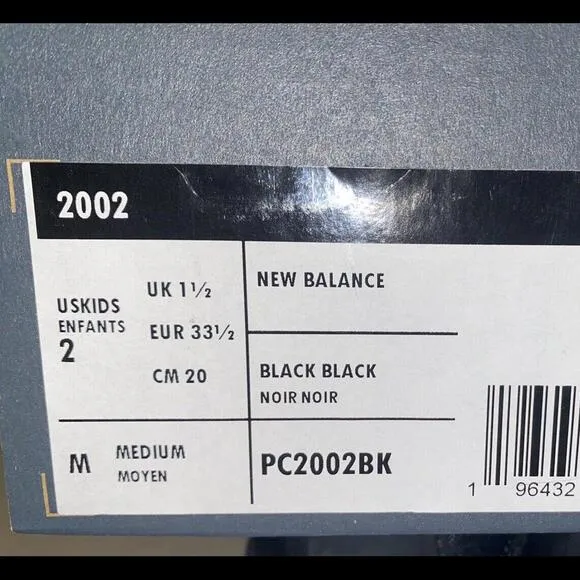 2002
USKIDS
ENFANTS
2
UK 1½
EUR 33½
CM 20
NEW BALANCE
BLACK BLACK
NOIR NOIR
M
MEDIUM
MOYEN
PC2002BK
1 96432